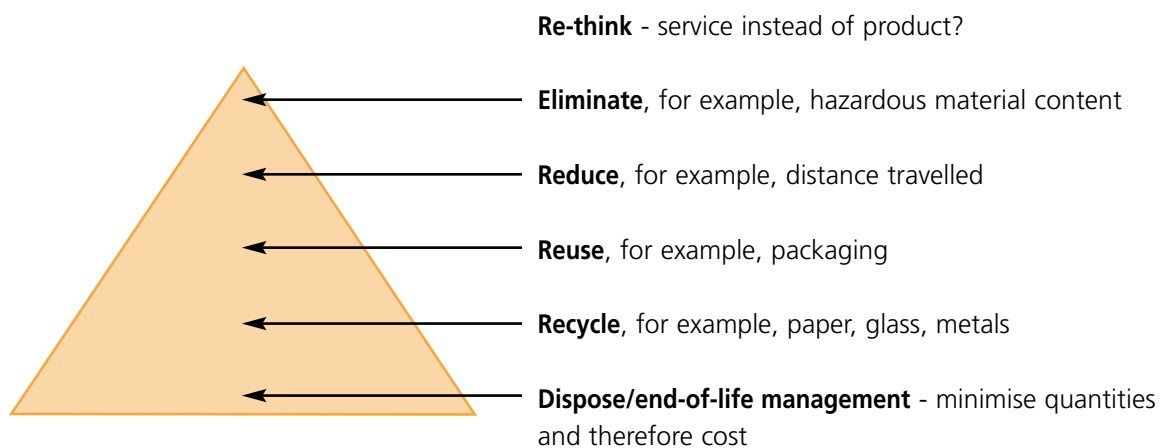 Re-think - service instead of product?
Eliminate, for example, hazardous material content
Reduce, for example, distance travelled
Reuse, for example, packaging
Recycle, for example, paper, glass, metals
Dispose/end-of-life management - minimise quantities
and therefore cost